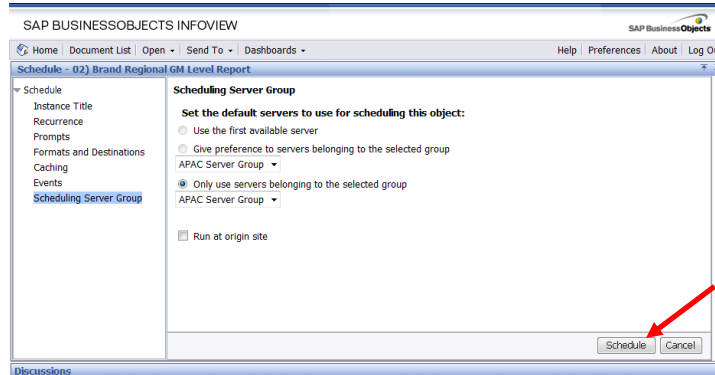 SAP BUSINESSOBJECTS INFOVIEW
SAP BusinessObjects
Home Document List Open Send To Dashboards
Help Preferences About Log O
Schedule - 02) Brand Regional GM Level Report
Schedule
Instance Title
Recurrence
Prompts
Formats and Destinations
Caching
Events
Scheduling Server Group
Scheduling Server Group
Set the default servers to use for scheduling this object:
Use the first available server
Give preference to servers belonging to the selected group
APAC Server Group
Only use servers belonging to the selected group
APAC Server Group
Run at origin site
Schedule Cancel
Discussions